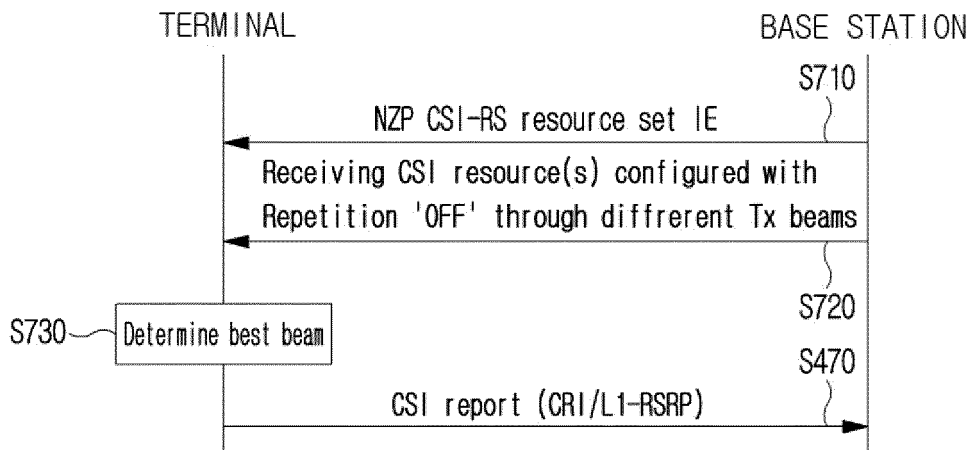 TERMINAL
BASE STATION
S710
NZP CSI-RS resource set IE
Receiving CSI resource(s) configured with
Repetition 'OFF' through diffrerent Tx beams
S720
S730
Determine best beam
S470
CSI report (CRI/L1-RSRP)